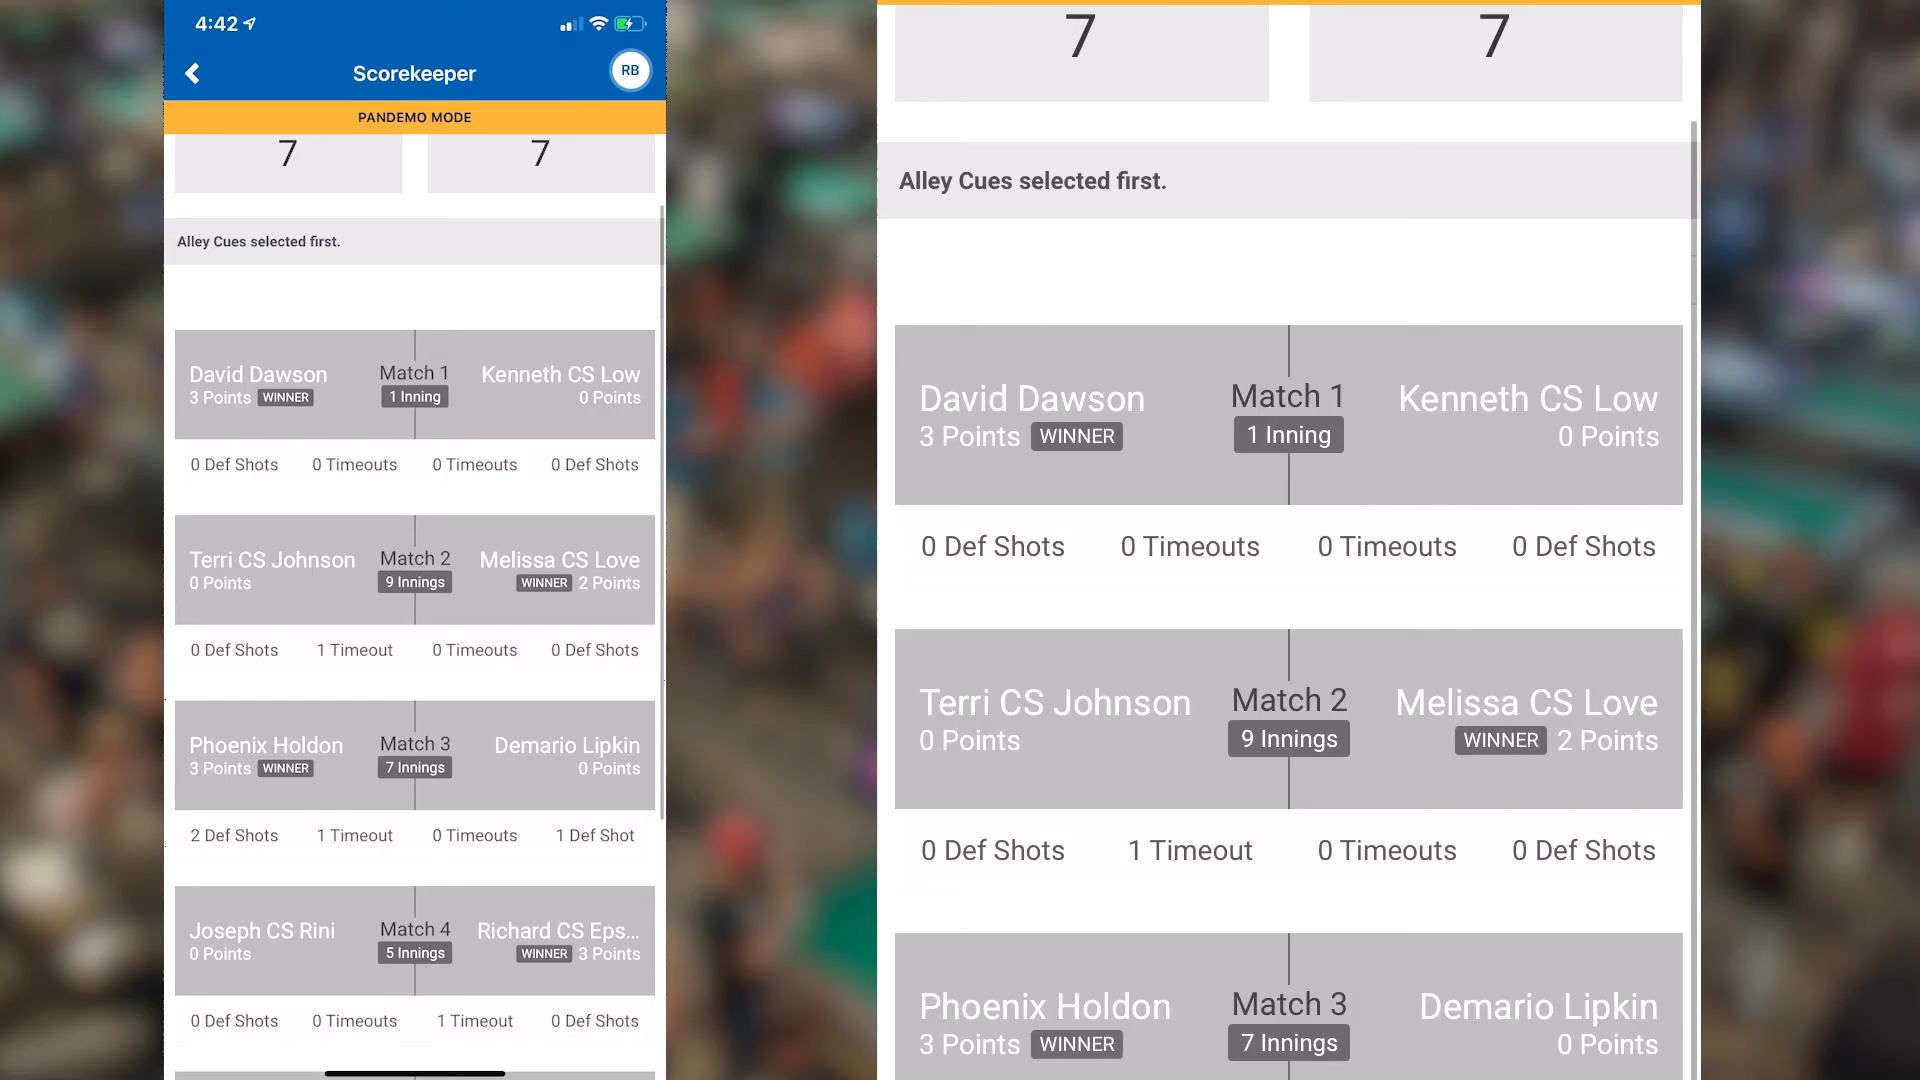 4:42
Scorekeeper
RB
PANDEMO MODE
7 7
Alley Cues selected first.
David Dawson Match 1 Kenneth CS Low
3 Points WINNER 1 Inning 0 Points
0 Def Shots 0 Timeouts 0 Timeouts 0 Def Shots
Terri CS Johnson Match 2 Melissa CS Love
0 Points 9 Innings WINNER 2 Points
0 Def Shots 1 Timeout 0 Timeouts 0 Def Shots
Phoenix Holdon Match 3 Demario Lipkin
3 Points WINNER 7 Innings 0 Points
2 Def Shots 1 Timeout 0 Timeouts 1 Def Shot
Joseph CS Rini Match 4 Richard CS Eps...
0 Points 5 Innings WINNER 3 Points
0 Def Shots 0 Timeouts 1 Timeout 0 Def Shots
7 7
Alley Cues selected first.
David Dawson Match 1 Kenneth CS Low
3 Points WINNER 1 Inning 0 Points
0 Def Shots 0 Timeouts 0 Timeouts 0 Def Shots
Terri CS Johnson Match 2 Melissa CS Love
0 Points 9 Innings WINNER 2 Points
0 Def Shots 1 Timeout 0 Timeouts 0 Def Shots
Phoenix Holdon Match 3 Demario Lipkin
3 Points WINNER 7 Innings 0 Points